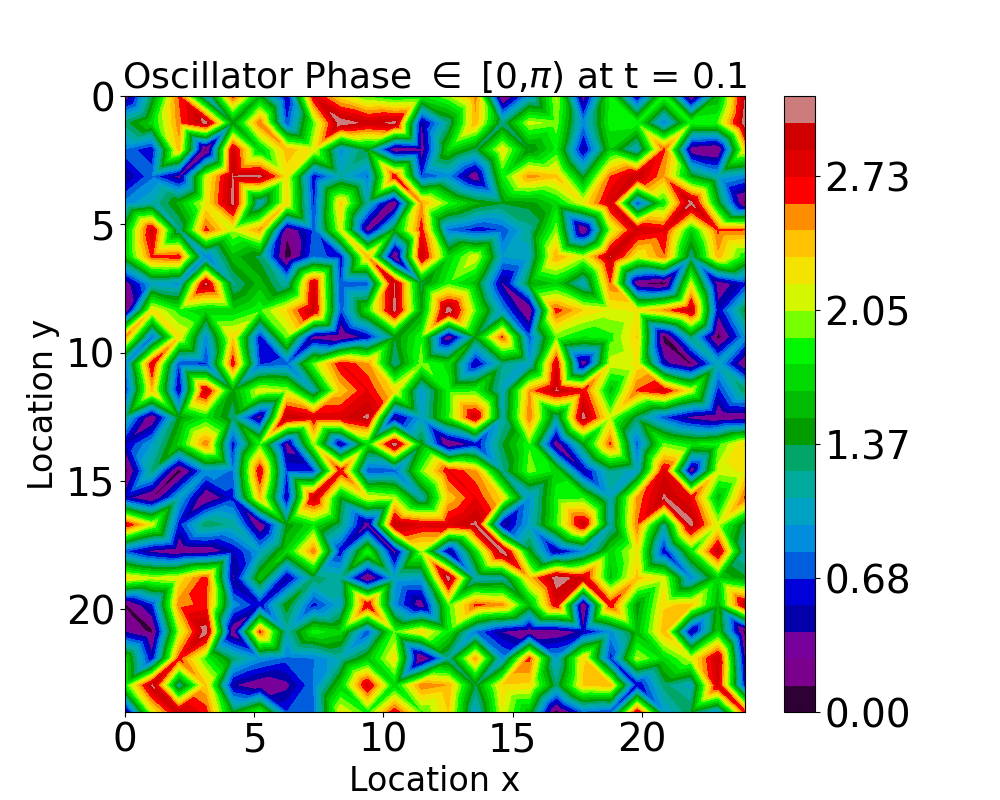 Oscillator Phase ∈ [0,π) at t = 0.1
Location y
0
5
10
15
20
0 5 10 15 20
Location x
2.73
2.05
1.37
0.68
0.00